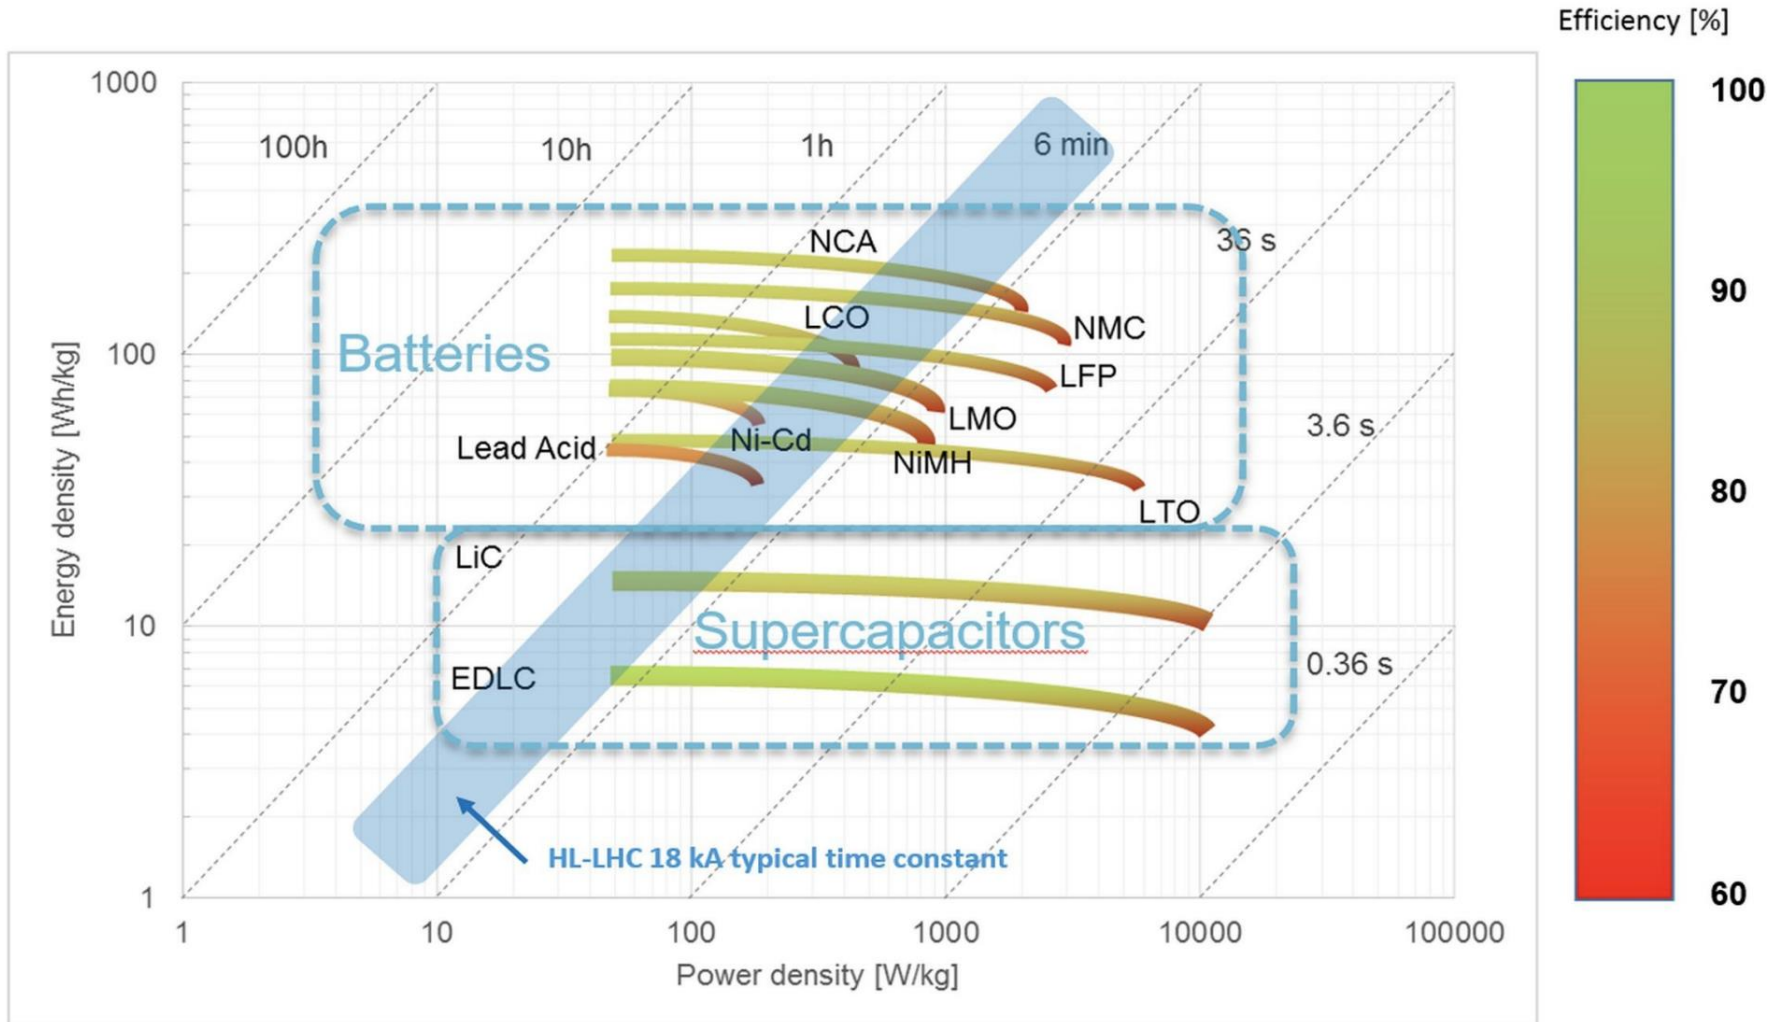 Efficiency [%]
1000
100h
10h
1h
6 min
100
36 s
NCA
LCO
NMC
Batteries
100
LFP
90
LMO
3.6 s
Lead Acid
Ni-Cd
NiMH
LTO
80
LiC
Energy density [Wh/kg]
10
Supercapacitors
0.36 s
EDLC
70
HL-LHC 18 kA typical time constant
1
60
1
10
100
1000
10000
100000
Power density [W/kg]